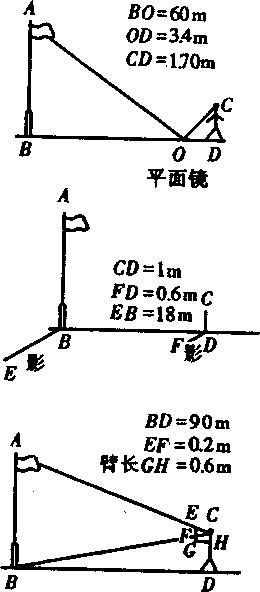 A
BO=60m
OD=3.4m
CD=1.70m
C
B
O
D
平面镜
A
CD=1m
FD=0.6m
EB=18m
C
B
F
影
D
E
影
BD=90m
EF=0.2m
臂长GH=0.6m
A
E
C
F
G
H
B
D